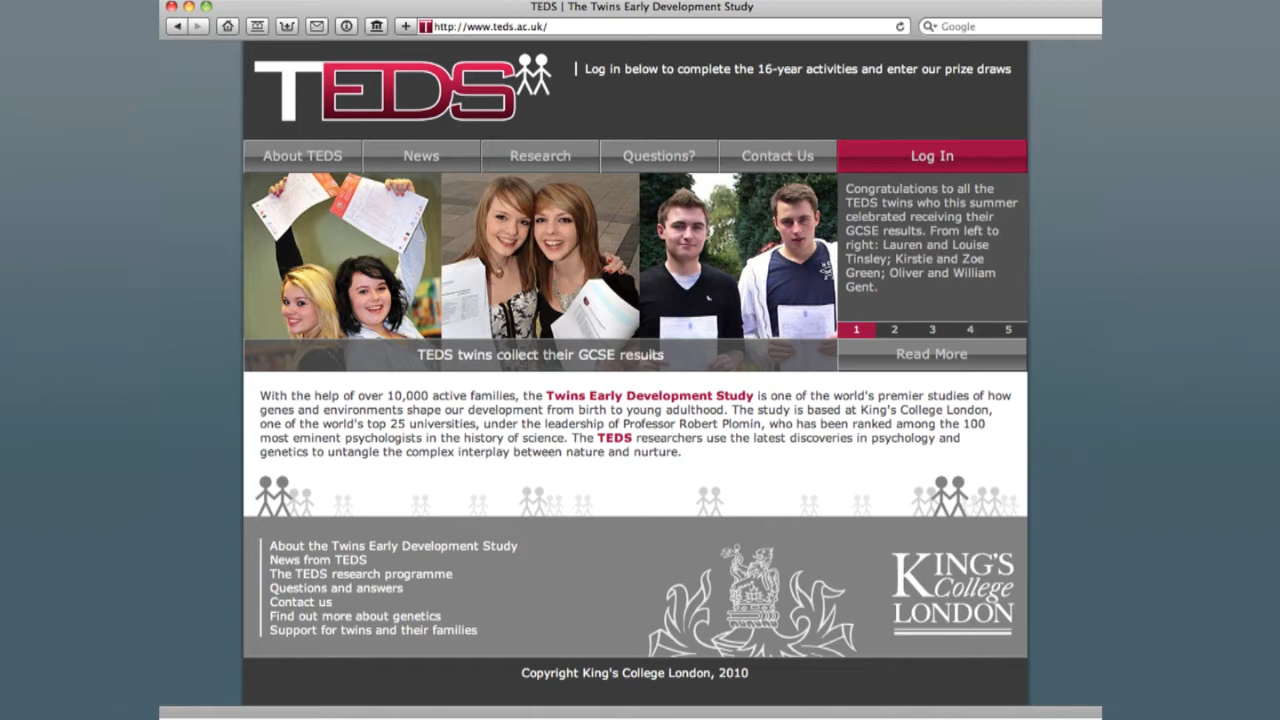 TEDS | The Twins Early Development Study
http://www.teds.ac.uk/
Google
TEDS
Log in below to complete the 16-year activities and enter our prize draws
About TEDS
News
Research
Questions?
Contact Us
Log In
Congratulations to all the
TEDS twins who this summer
celebrated receiving their
GCSE results. From left to
right: Lauren and Louise
Tinsley; Kirstie and Zoe
Green; Oliver and William
Gent.
1 2 3 4 5
TEDS twins collect their GCSE results
Read More
With the help of over 10,000 active families, the Twins Early Development Study is one of the world's premier studies of how
genes and environments shape our development from birth to young adulthood. The study is based at King's College London,
one of the world's top 25 universities, under the leadership of Professor Robert Plomin, who has been ranked among the 100
most eminent psychologists in the history of science. The TEDS researchers use the latest discoveries in psychology and
genetics to untangle the complex interplay between nature and nurture.
About the Twins Early Development Study
News from TEDS
The TEDS research programme
Questions and answers
Contact us
Find out more about genetics
Support for twins and their families
KING'S
College
LONDON
Copyright King's College London, 2010